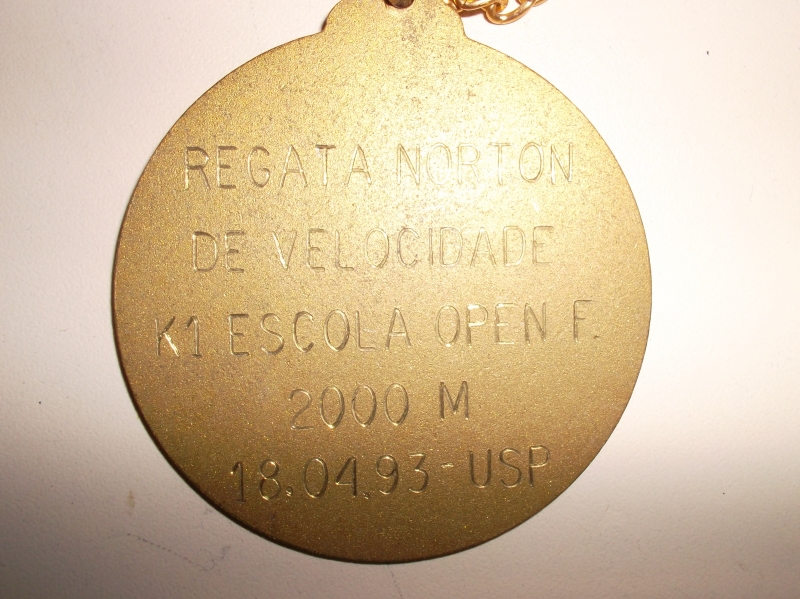 REGATA NORTON
DE VELOCIDADE
K1 ESCOLA OPEN F.
2000 M
18.04.93-USP